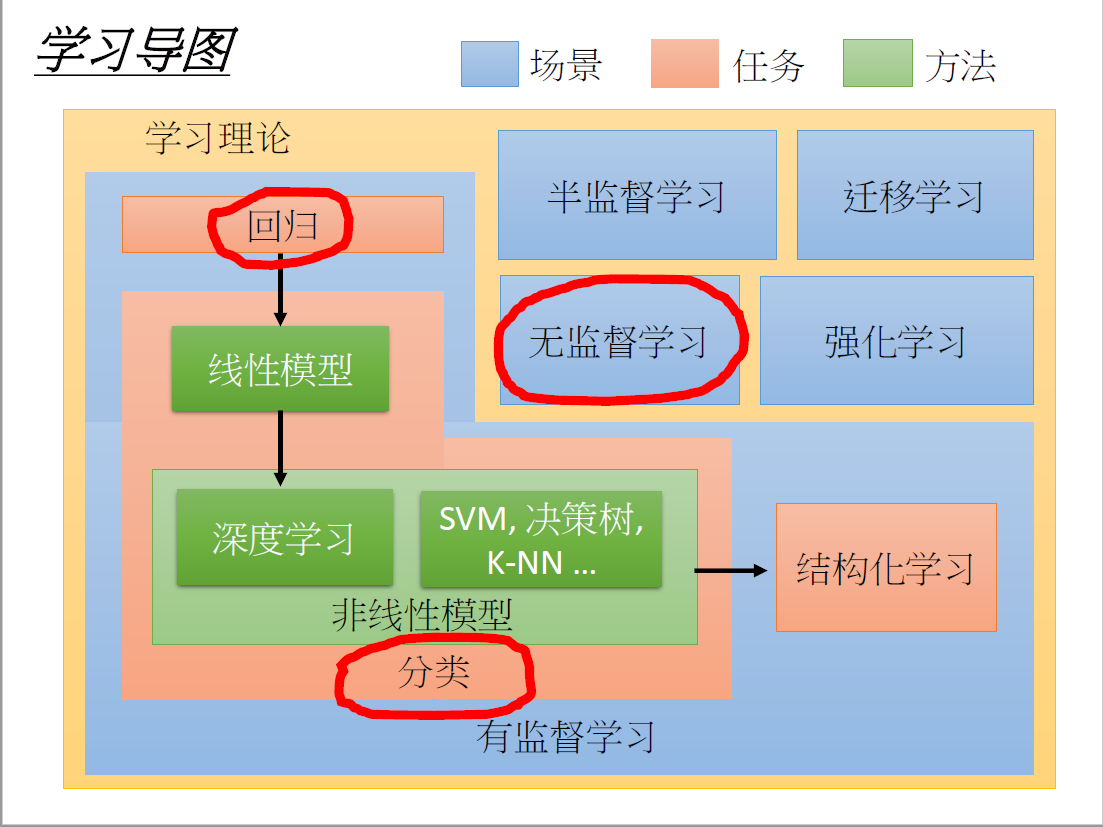 学习导图
场景
任务
方法
学习理论
回归
半监督学习
迁移学习
无监督学习
强化学习
线性模型
深度学习
SVM, 决策树,
K-NN ...
非线性模型
结构化学习
分类
有监督学习